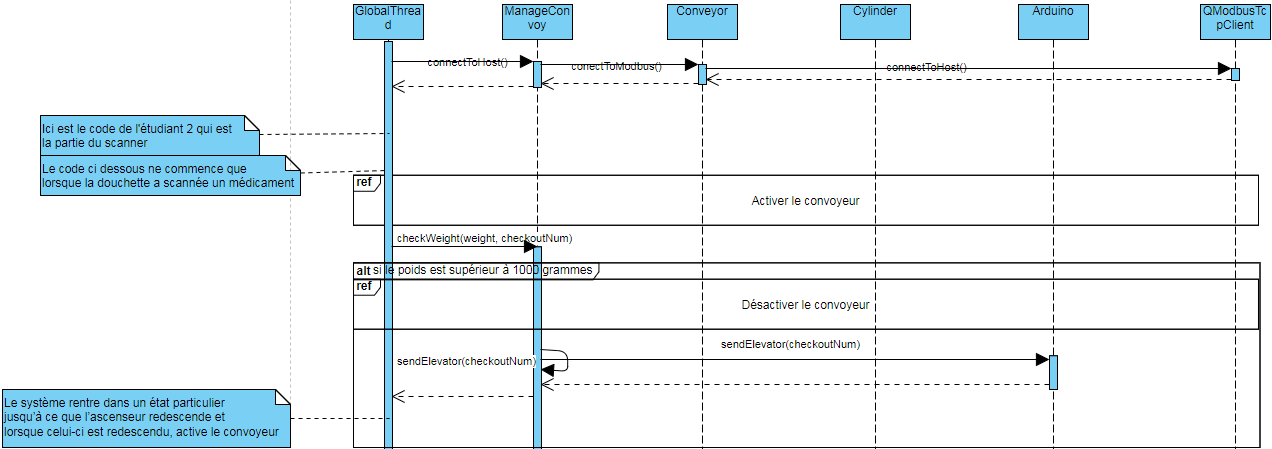 GlobalThrea
d
ManageCon
voy
Conveyor
Cylinder
Arduino
QModbusTc
pClient
connectToHost()
conectToModbus()
connectToHost()
Ici est le code de l'étudiant 2 qui est
la partie du scanner
Le code ci dessous ne commence que
lorsque la douchette a scannée un médicament
ref
Activer le convoyeur
checkWeight(weight, checkoutNum)
alt si le poids est supérieur à 1000 grammes
ref
Désactiver le convoyeur
sendElevator(checkoutNum)
sendElevator(checkoutNum)
Le système rentre dans un état particulier
jusqu'à ce que l'ascenseur redescende et
lorsque celui-ci est redescendu, active le convoyeur